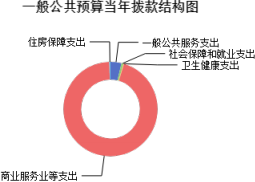 一般公共预算当年拨款结构图
住房保障支出
一般公共服务支出
社会保障和就业支出
卫生健康支出
商业服务业等支出